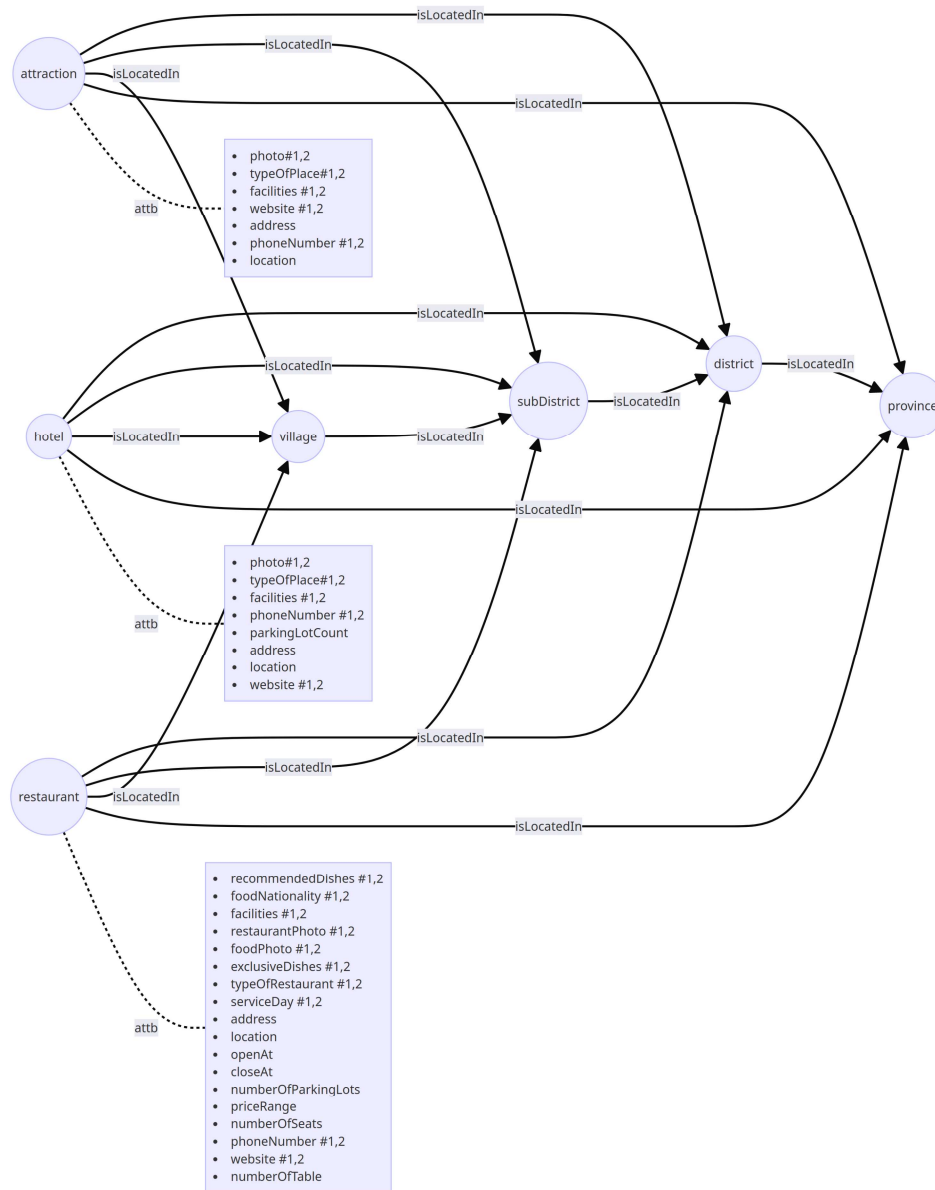 isLocatedIn
isLocatedIn
attraction
isLocatedIn
isLocatedIn
photo#1,2
typeOfPlace#1,2
facilities #1,2
website #1,2
address
phoneNumber #1,2
location
attb
isLocatedIn
isLocatedIn
district
isLocatedIn
subDistrict
isLocatedIn
province
hotel
isLocatedIn
village
isLocatedIn
isLocatedIn
photo#1,2
typeOfPlace#1,2
facilities #1,2
phoneNumber #1,2
parkingLotCount
address
location
website #1,2
attb
isLocatedIn
isLocatedIn
restaurant
isLocatedIn
isLocatedIn
recommendedDishes #1,2
foodNationality #1,2
facilities #1,2
restaurantPhoto #1,2
foodPhoto #1,2
exclusiveDishes #1,2
typeOfRestaurant #1,2
serviceDay #1,2
address
location
openAt
closeAt
numberOfParkingLots
priceRange
numberOfSeats
phoneNumber #1,2
website #1,2
numberOfTable
attb